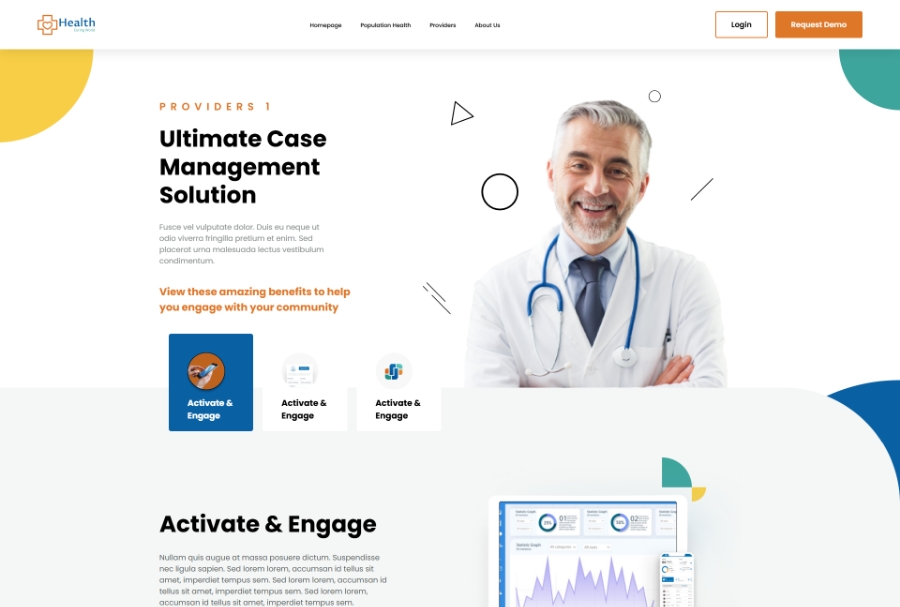 Health
Homepage
Population Health
Providers
About Us
Login
Request Demo
PROVIDERS 1
Ultimate Case
Management
Solution
Fusce vel vulputate dolor. Duis eu neque ut
odio viverra fringilla pretium et enim. Sed
placerat urna malesuada lectus vestibulum
condimentum.
View these amazing benefits to help
you engage with your community
Activate &
Engage
Activate &
Engage
Activate &
Engage
Activate & Engage
Nullam quis augue at massa posuere dictum. Suspendisse
nec ligula sapien. Sed lorem lorem, accumsan id tellus sit
amet, imperdiet tempus sem. Sed lorem lorem, accumsan id
tellus sit amet, imperdiet tempus sem. Sed lorem lorem,
accumsan id tellus sit amet, imperdiet tempus sem.